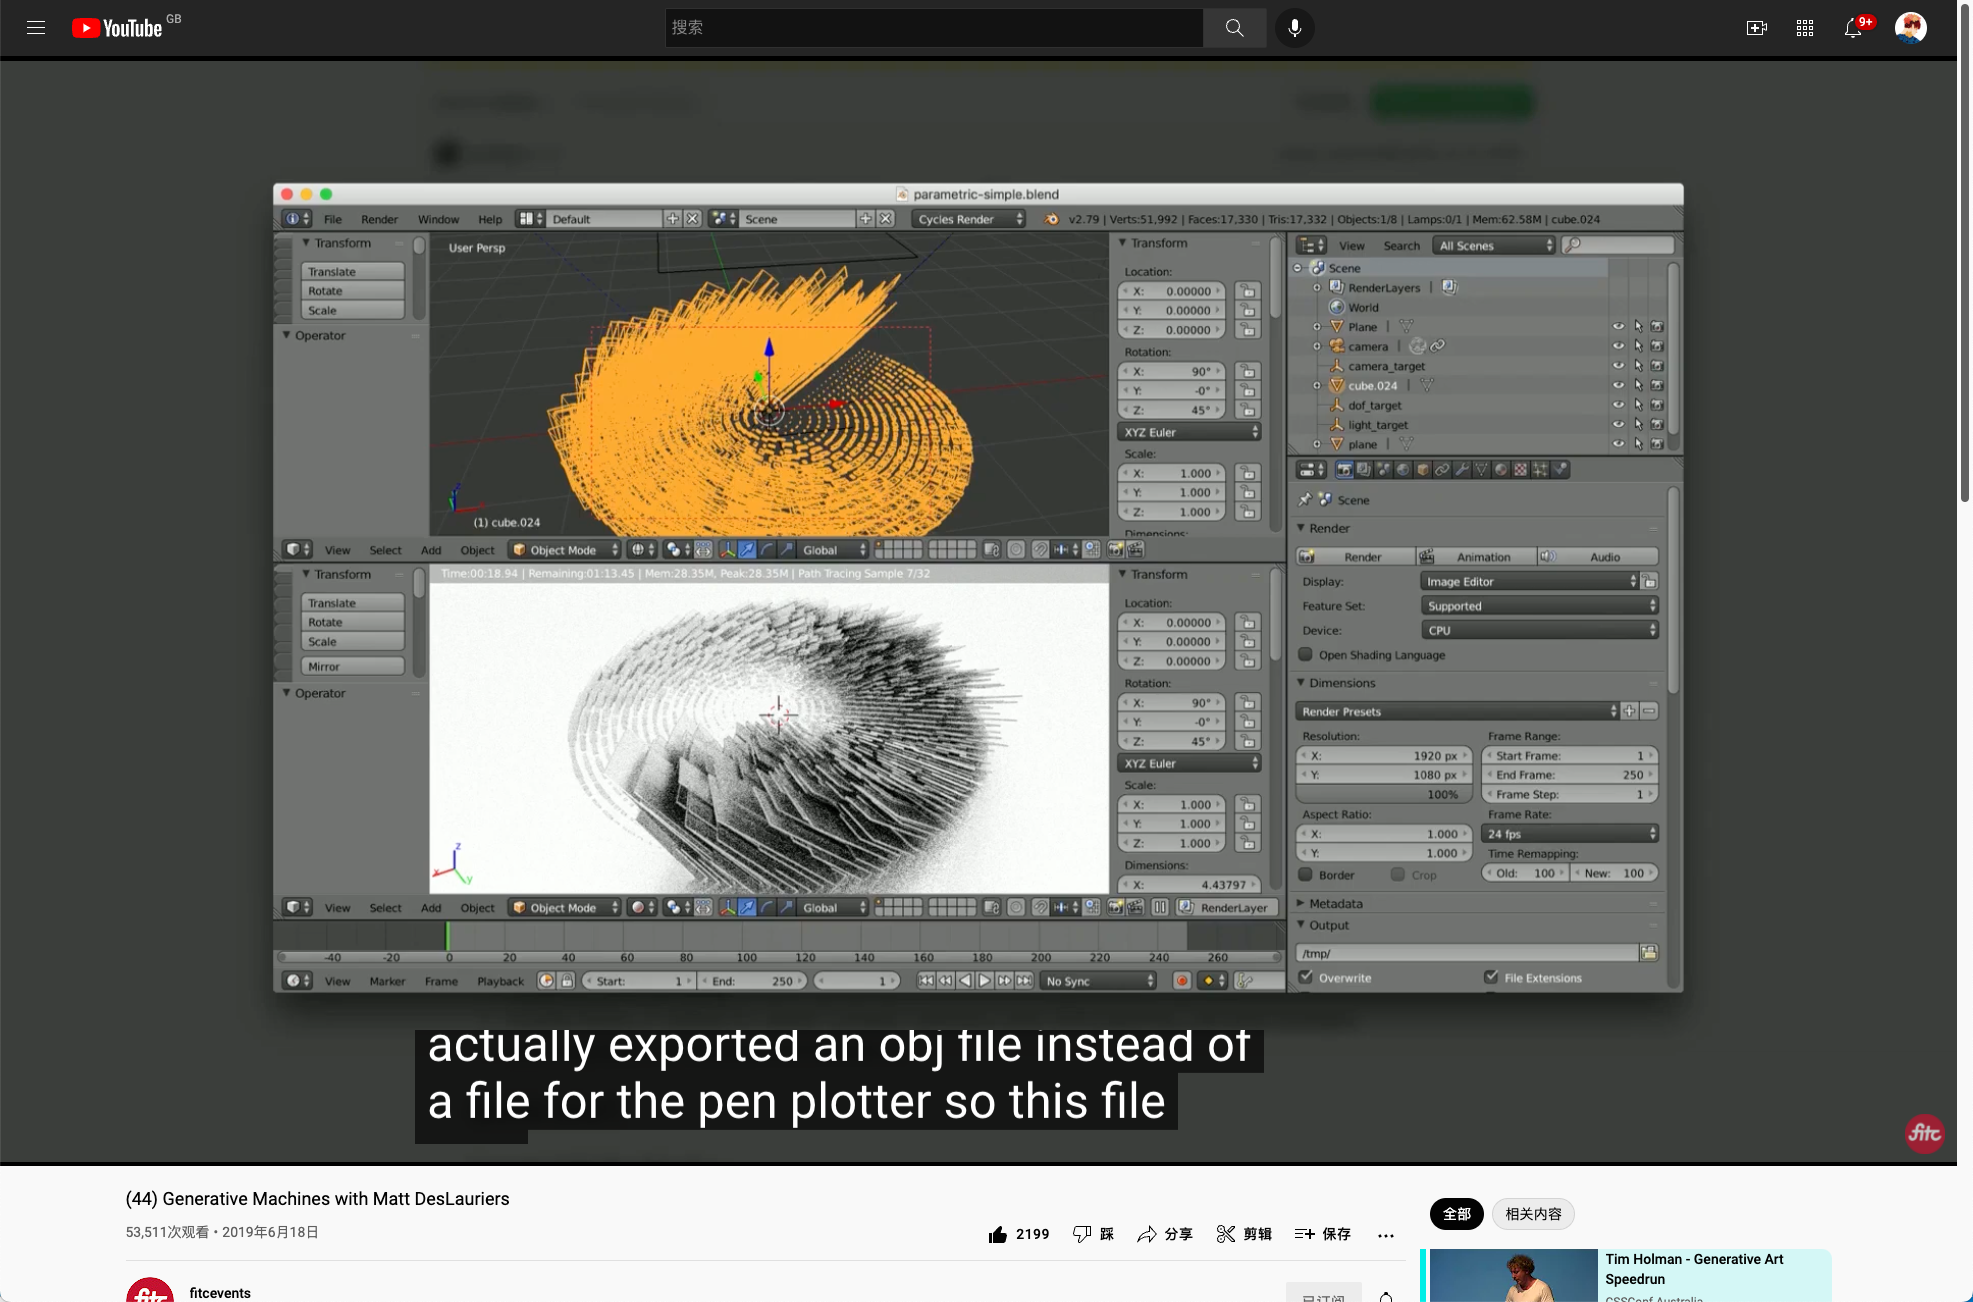 YouTube GB
搜索
9+
parametric-simple.blend
File Render Window Help Default Scene Cycles Render v2.79 | Verts:51,992 | Faces:17,330 | Tris:17,332 | Objects:1/8 | Lamps:0/1 | Mem:62.58M | cube.024
Transform
Translate
Rotate
Scale
Operator
User Persp
(1) cube.024
Transform
Location:
X: 0.00000
Y: 0.00000
Z: 0.00000
Rotation:
X: 90°
Y: -0°
Z: 45°
XYZ Euler
Scale:
X: 1.000
Y: 1.000
Z: 1.000
Dimensions:
View Select Add Object Object Mode Global
View Search All Scenes
Scene
RenderLayers |
World
Plane |
camera |
camera_target
cube.024 |
dof_target
light_target
plane |
Scene
Render
Render Animation Audio
Display: Image Editor
Feature Set: Supported
Device: CPU
Open Shading Language
Dimensions
Render Presets
Resolution: Frame Range:
X: 1920 px Start Frame: 1
Y: 1080 px End Frame: 250
100% Frame Step: 1
Aspect Ratio: Frame Rate:
X: 1.000 24 fps
Y: 1.000 Time Remapping:
Border Crop Old: 100 New: 100
Metadata
Output
/tmp/
Overwrite File Extensions
Transform
Translate
Rotate
Scale
Mirror
Operator
Time:00:18.94 | Remaining:01:13.45 | Mem:28.35M, Peak:28.35M | Path Tracing Sample 7/32
z
x
y
Transform
Location:
X: 0.00000
Y: 0.00000
Z: 0.00000
Rotation:
X: 90°
Y: -0°
Z: 45°
XYZ Euler
Scale:
X: 1.000
Y: 1.000
Z: 1.000
Dimensions:
X: 4.43797
View Select Add Object Object Mode Global RenderLayer
-40 -20 0 20 40 60 80 100 120 140 160 180 200 220 240 260
View Marker Frame Playback Start: 1 End: 250 1 No Sync
actually exported an obj file instead of
a file for the pen plotter so this file
fitc
(44) Generative Machines with Matt DesLauriers
53,511次观看 • 2019年6月18日
2199 踩 分享 剪辑 保存 ...
全部 相关内容
Tim Holman - Generative Art
Speedrun
CSSConf Australia
fitc
fitcevents
已订阅